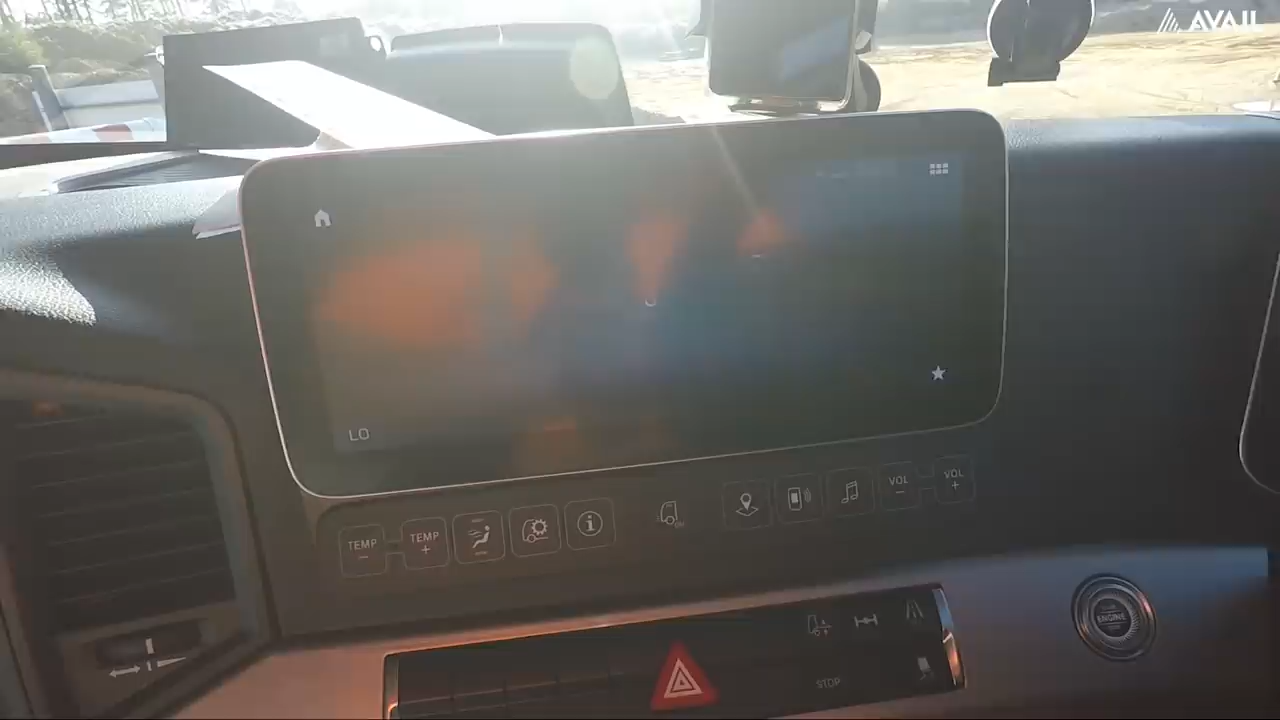 AVAIL
LO
TEMP
−
TEMP
+
VOL
−
VOL
+
ENGINE
STOP